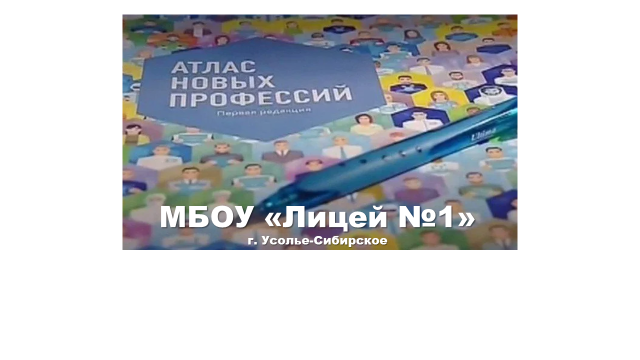 АТЛАС
НОВЫХ
ПРОФЕССИЙ
Первая редакция
МБОУ «Лицей №1»
г. Усолье-Сибирское